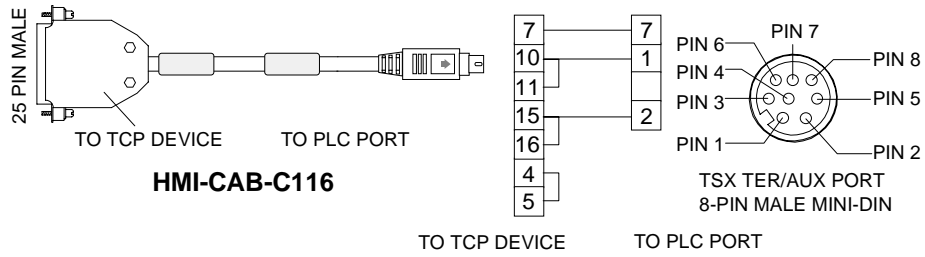 25 PIN MALE
TO TCP DEVICE
TO PLC PORT
HMI-CAB-C116
7
10
11
15
16
4
5
7
1
2
TO TCP DEVICE
TO PLC PORT
PIN 7
PIN 6
PIN 8
PIN 4
PIN 3
PIN 5
PIN 1
PIN 2
TSX TER/AUX PORT
8-PIN MALE MINI-DIN